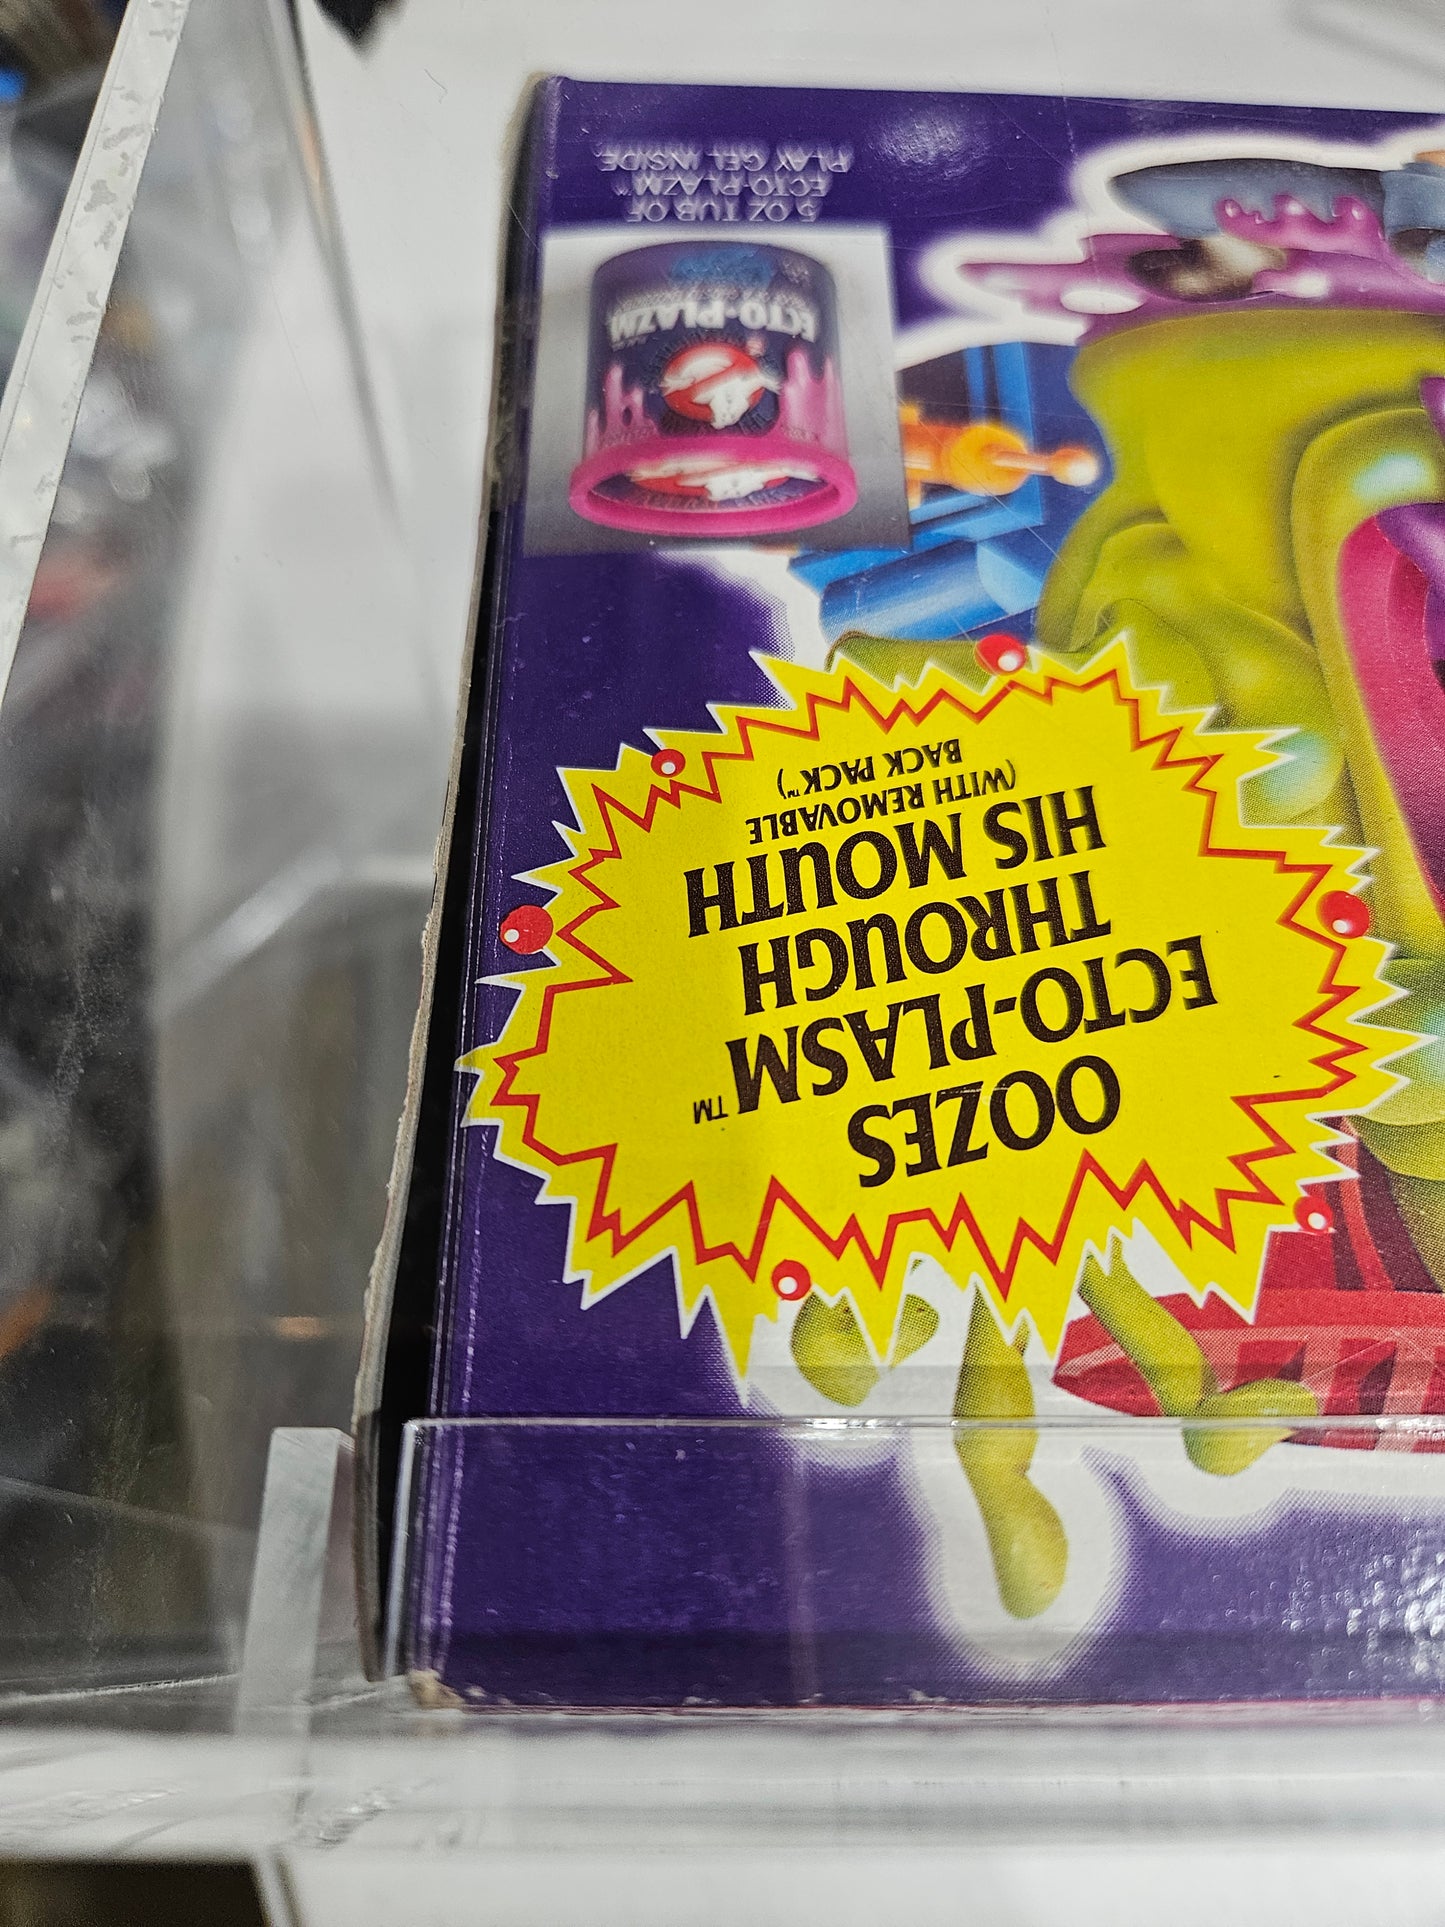 OOZES
ECTO-PLASM™
THROUGH
HIS MOUTH
(WITH REMOVABLE
BACK PACK™)
5 OZ TUB OF
ECTO-PLAZM™
PLAY GEL INSIDE
ECTO-PLAZM